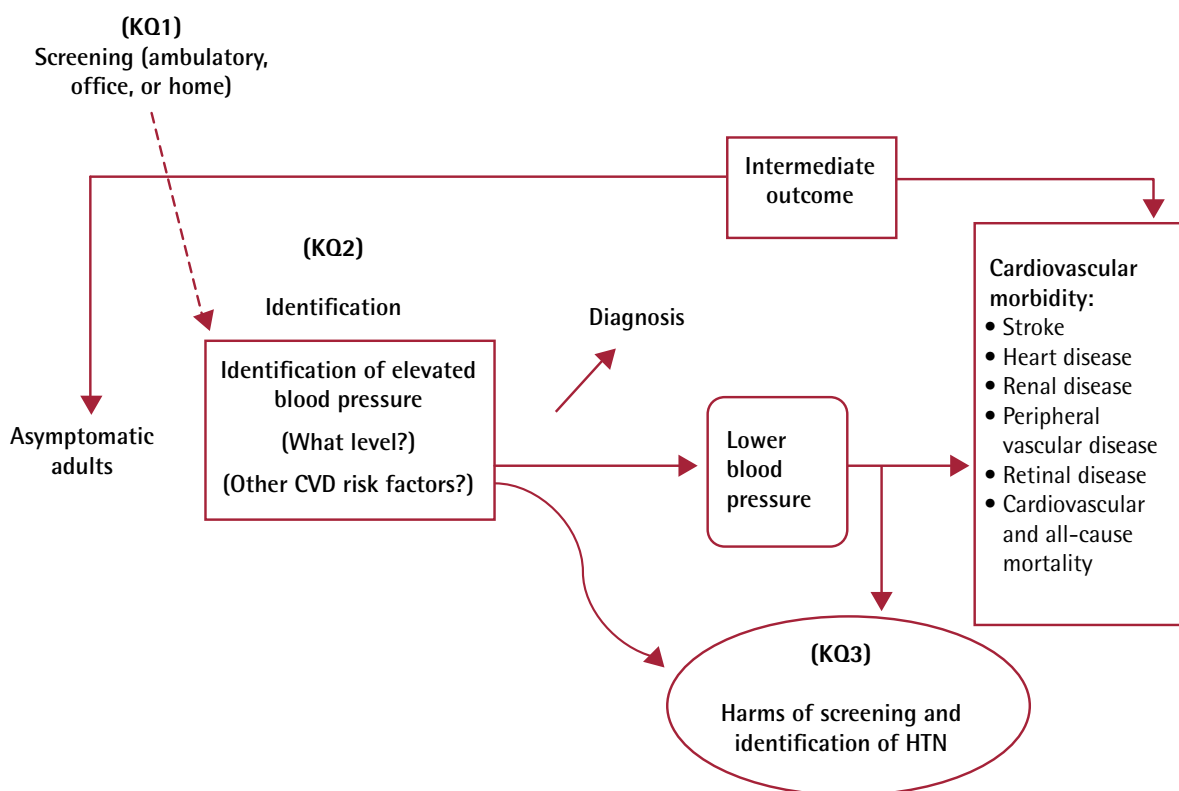 (KQ1)
Screening (ambulatory,
office, or home)
Intermediate
outcome
(KQ2)
Identification
Identification of elevated
blood pressure
(What level?)
(Other CVD risk factors?)
Asymptomatic
adults
Diagnosis
Lower
blood
pressure
Cardiovascular
morbidity:
• Stroke
• Heart disease
• Renal disease
• Peripheral
vascular disease
• Retinal disease
• Cardiovascular
and all-cause
mortality
(KQ3)
Harms of screening and
identification of HTN